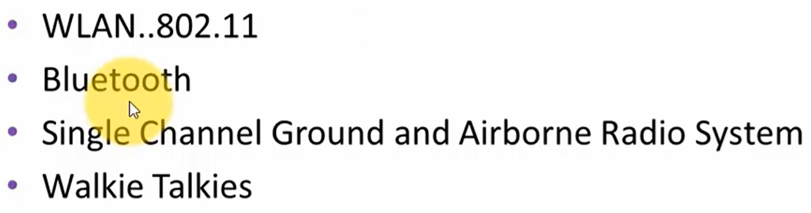 • WLAN..802.11
• Bluetooth
• Single Channel Ground and Airborne Radio System
• Walkie Talkies